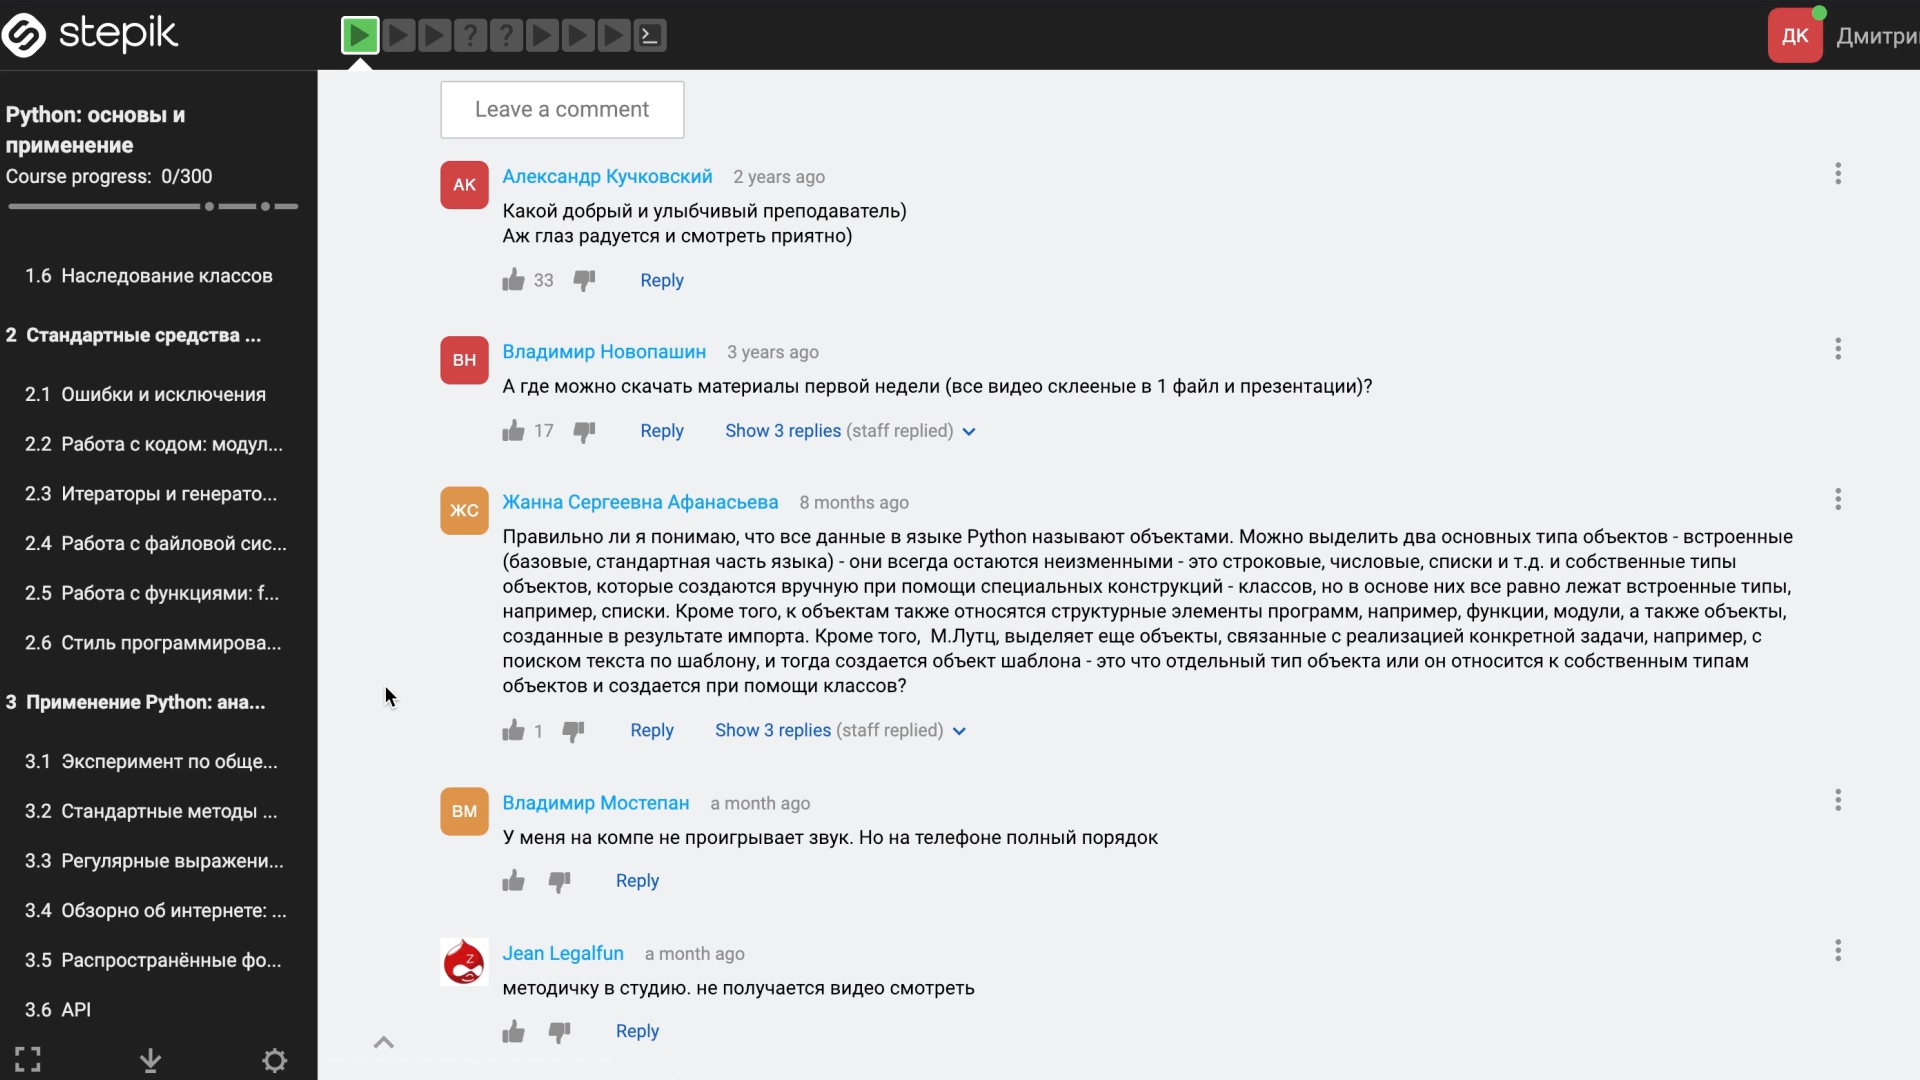 stepik
ДК
Дмитри
Python: основы и
применение
Course progress: 0/300
1.6 Наследование классов
2 Стандартные средства ...
2.1 Ошибки и исключения
2.2 Работа с кодом: модул...
2.3 Итераторы и генерато...
2.4 Работа с файловой сис...
2.5 Работа с функциями: f...
2.6 Стиль программирова...
3 Применение Python: ана...
3.1 Эксперимент по обще...
3.2 Стандартные методы ...
3.3 Регулярные выражени...
3.4 Обзорно об интернете: ...
3.5 Распространённые фо...
3.6 API
Leave a comment
АК
Александр Кучковский 2 years ago
Какой добрый и улыбчивый преподаватель)
Аж глаз радуется и смотреть приятно)
33 Reply
ВН
Владимир Новопашин 3 years ago
А где можно скачать материалы первой недели (все видео склееные в 1 файл и презентации)?
17 Reply Show 3 replies (staff replied)
ЖС
Жанна Сергеевна Афанасьева 8 months ago
Правильно ли я понимаю, что все данные в языке Python называют объектами. Можно выделить два основных типа объектов - встроенные
(базовые, стандартная часть языка) - они всегда остаются неизменными - это строковые, числовые, списки и т.д. и собственные типы
объектов, которые создаются вручную при помощи специальных конструкций - классов, но в основе них все равно лежат встроенные типы,
например, списки. Кроме того, к объектам также относятся структурные элементы программ, например, функции, модули, а также объекты,
созданные в результате импорта. Кроме того, М.Лутц, выделяет еще объекты, связанные с реализацией конкретной задачи, например, с
поиском текста по шаблону, и тогда создается объект шаблона - это что отдельный тип объекта или он относится к собственным типам
объектов и создается при помощи классов?
1 Reply Show 3 replies (staff replied)
ВМ
Владимир Мостепан a month ago
У меня на компе не проигрывает звук. Но на телефоне полный порядок
Reply
Z
Jean Legalfun a month ago
методичку в студию. не получается видео смотреть
Reply